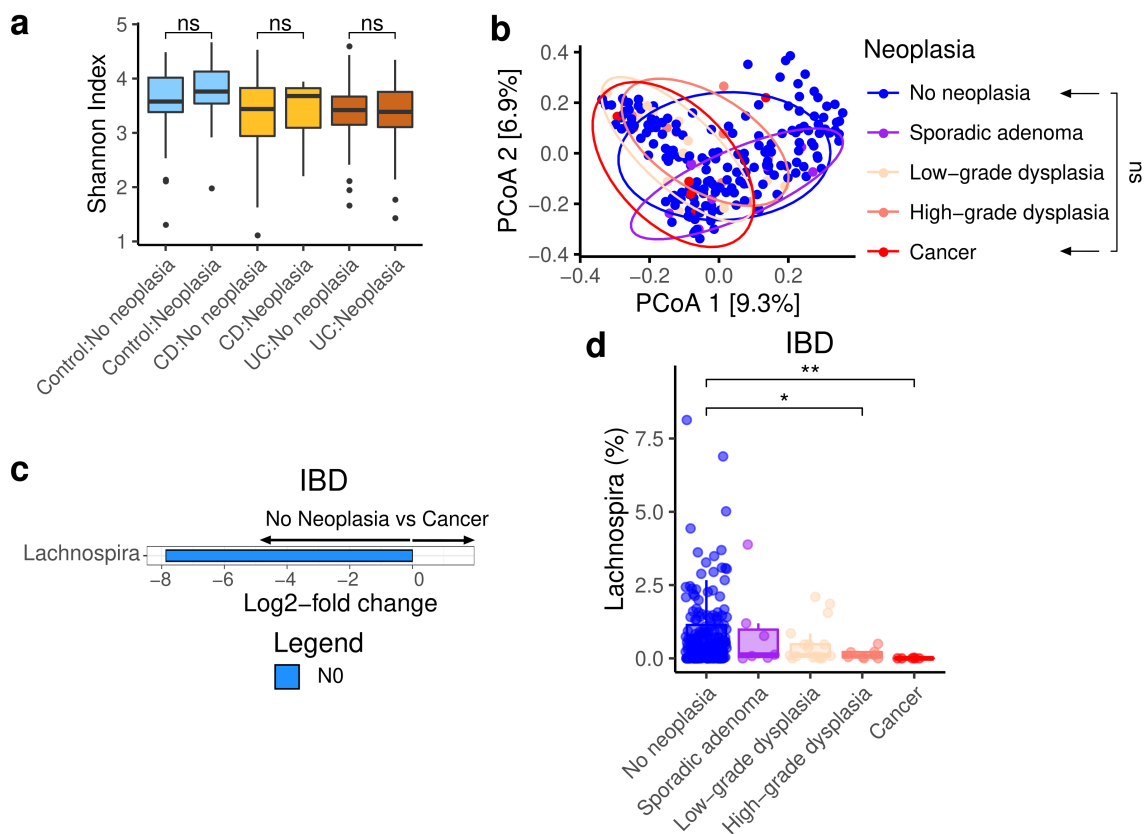 a
5
4
3
2
1
Shannon Index
ns
ns
ns
Control:No neoplasia
Control:Neoplasia
CD:No neoplasia
CD:Neoplasia
UC:No neoplasia
UC:Neoplasia
b
0.4
0.2
0.0
−0.2
−0.4
PCoA 2 [6.9%]
−0.4
−0.2
0.0
0.2
PCoA 1 [9.3%]
Neoplasia
No neoplasia
Sporadic adenoma
Low−grade dysplasia
High−grade dysplasia
Cancer
ns
c
IBD
No Neoplasia vs Cancer
Lachnospira
−8
−6
−4
−2
0
Log2−fold change
Legend
N0
d
IBD
**
*
7.5
5.0
2.5
0.0
Lachnospira (%)
No neoplasia
Sporadic adenoma
Low−grade dysplasia
High−grade dysplasia
Cancer